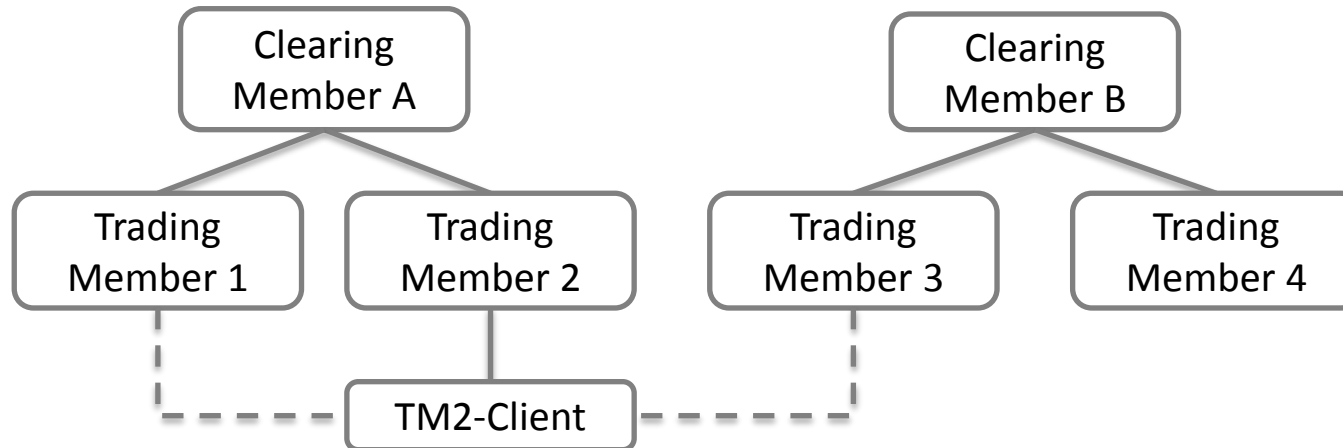 Clearing
Member A
Clearing
Member B
Trading
Member 1
Trading
Member 2
Trading
Member 3
Trading
Member 4
TM2-Client